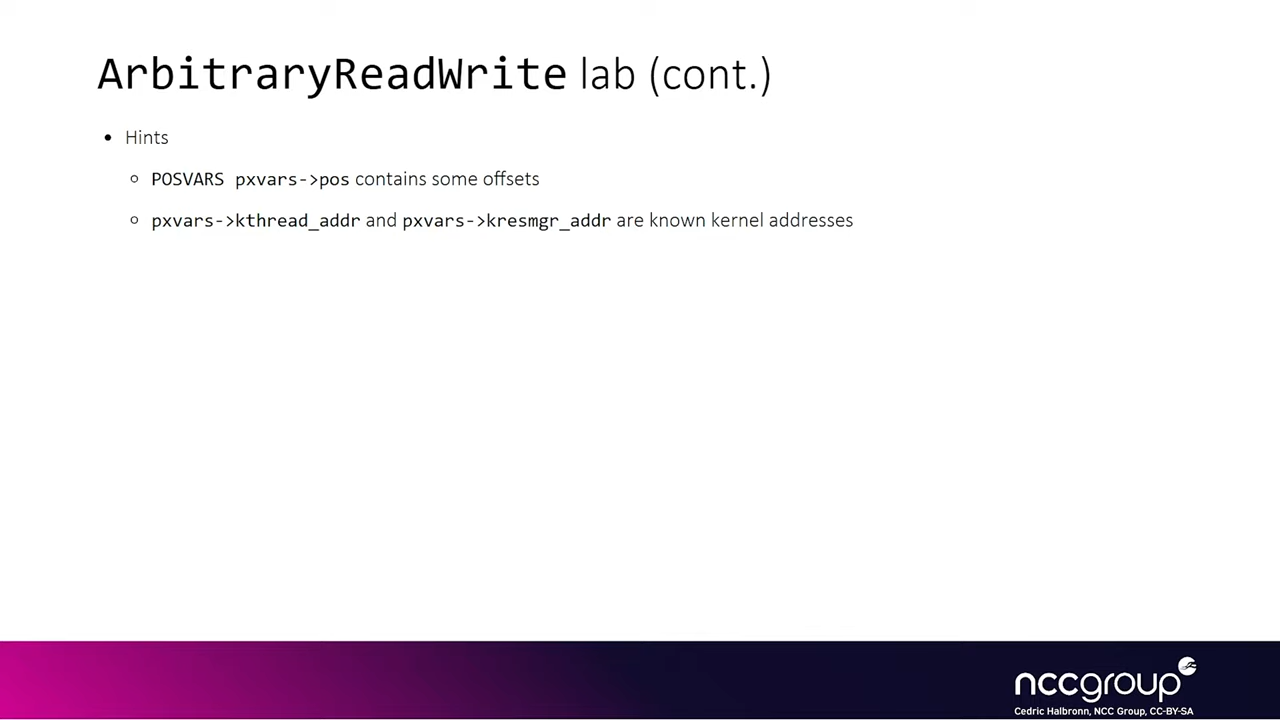 ArbitraryReadWrite lab (cont.)
• Hints
○ POSVARS pxvars->pos contains some offsets
○ pxvars->kthread_addr and pxvars->kresmgr_addr are known kernel addresses
nccgroup
Cedric Halbronn, NCC Group, CC-BY-SA